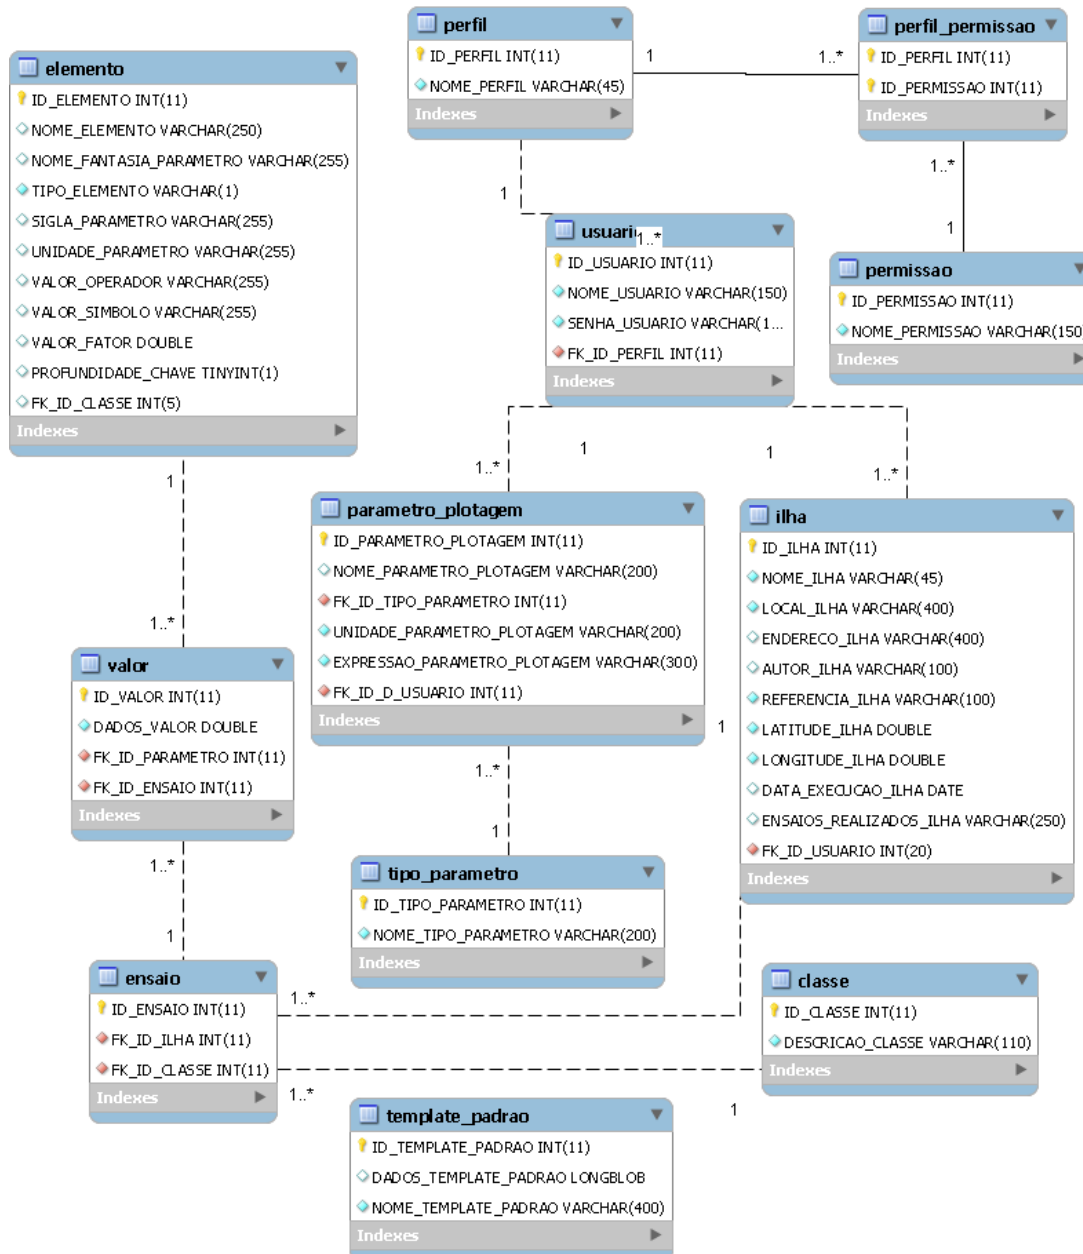 perfil
ID_PERFIL INT(11)
NOME_PERFIL VARCHAR(45)
Indexes
perfil_permissao
ID_PERFIL INT(11)
ID_PERMISSAO INT(11)
Indexes
1
1..*
elemento
ID_ELEMENTO INT(11)
NOME_ELEMENTO VARCHAR(250)
NOME_FANTASIA_PARAMETRO VARCHAR(255)
TIPO_ELEMENTO VARCHAR(1)
SIGLA_PARAMETRO VARCHAR(255)
UNIDADE_PARAMETRO VARCHAR(255)
VALOR_OPERADOR VARCHAR(255)
VALOR_SIMBOLO VARCHAR(255)
VALOR_FATOR DOUBLE
PROFUNDIDADE_CHAVE TINYINT(1)
FK_ID_CLASSE INT(5)
Indexes
1
1..*
1..*
1
usuari
1..*
ID_USUARIO INT(11)
NOME_USUARIO VARCHAR(150)
SENHA_USUARIO VARCHAR(1...
FK_ID_PERFIL INT(11)
Indexes
permissao
ID_PERMISSAO INT(11)
NOME_PERMISSAO VARCHAR(150)
Indexes
1
1
1..*
1..*
1
parametro_plotagem
ID_PARAMETRO_PLOTAGEM INT(11)
NOME_PARAMETRO_PLOTAGEM VARCHAR(200)
FK_ID_TIPO_PARAMETRO INT(11)
UNIDADE_PARAMETRO_PLOTAGEM VARCHAR(200)
EXPRESSAO_PARAMETRO_PLOTAGEM VARCHAR(300)
FK_ID_D_USUARIO INT(11)
Indexes
ilha
ID_ILHA INT(11)
NOME_ILHA VARCHAR(45)
LOCAL_ILHA VARCHAR(400)
ENDERECO_ILHA VARCHAR(400)
AUTOR_ILHA VARCHAR(100)
REFERENCIA_ILHA VARCHAR(100)
LATITUDE_ILHA DOUBLE
LONGITUDE_ILHA DOUBLE
DATA_EXECUCAO_ILHA DATE
ENSAIOS_REALIZADOS_ILHA VARCHAR(250)
FK_ID_USUARIO INT(20)
Indexes
1
valor
ID_VALOR INT(11)
DADOS_VALOR DOUBLE
FK_ID_PARAMETRO INT(11)
FK_ID_ENSAIO INT(11)
Indexes
1..*
1
1..*
1
tipo_parametro
ID_TIPO_PARAMETRO INT(11)
NOME_TIPO_PARAMETRO VARCHAR(200)
Indexes
ensaio
ID_ENSAIO INT(11)
FK_ID_ILHA INT(11)
FK_ID_CLASSE INT(11)
Indexes
1..*
1..*
1
classe
ID_CLASSE INT(11)
DESCRICAO_CLASSE VARCHAR(110)
Indexes
template_padrao
ID_TEMPLATE_PADRAO INT(11)
DADOS_TEMPLATE_PADRAO LONGBLOB
NOME_TEMPLATE_PADRAO VARCHAR(400)
Indexes